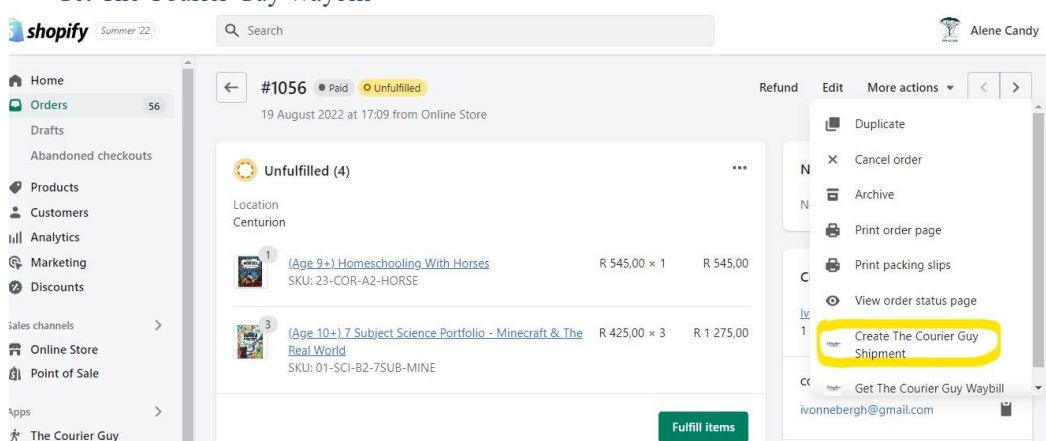 shopify Summer '22
Search
Alene Candy
Home
Orders 56
Drafts
Abandoned checkouts
Products
Customers
Analytics
Marketing
Discounts
Sales channels
Online Store
Point of Sale
Apps
The Courier Guy
#1056 Paid Unfulfilled
19 August 2022 at 17:09 from Online Store
Refund Edit More actions
Unfulfilled (4)
Location
Centurion
1
(Age 9+) Homeschooling With Horses R 545,00 × 1 R 545,00
SKU: 23-COR-A2-HORSE
3
(Age 10+) 7 Subject Science Portfolio - Minecraft & The R 425,00 × 3 R 1 275,00
Real World
SKU: 01-SCI-B2-7SUB-MINE
Fulfill items
Duplicate
Cancel order
Archive
Print order page
Print packing slips
View order status page
Create The Courier Guy
Shipment
Get The Courier Guy Waybill
ivonnebergh@gmail.com